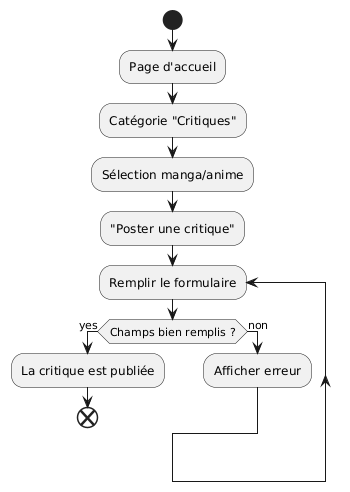 Page d'accueil
Catégorie "Critiques"
Sélection manga/anime
"Poster une critique"
Remplir le formulaire
yes
Champs bien remplis ?
non
La critique est publiée
Afficher erreur